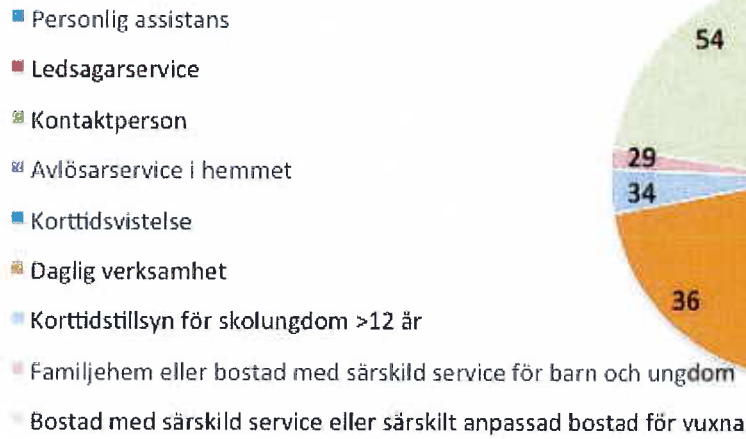 Personlig assistans
Ledsagarservice
Kontaktperson
Avlösarservice i hemmet
Korttidsvistelse
Daglig verksamhet
Korttidstillsyn för skolungdom >12 år
Familjehem eller bostad med särskild service för barn och ungdom
Bostad med särskild service eller särskilt anpassad bostad för vuxna
54
29
34
36